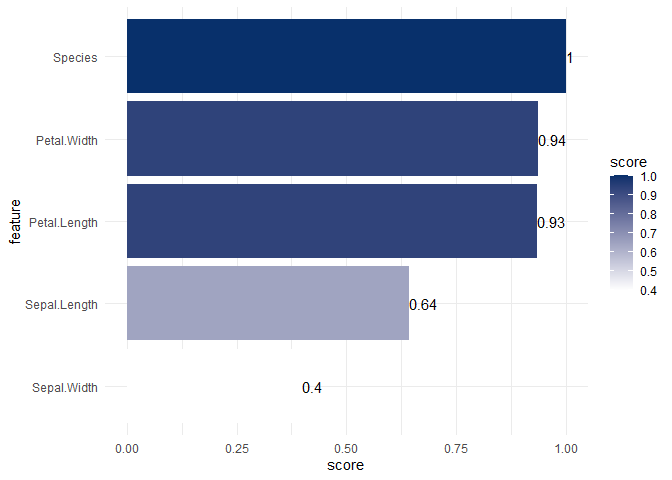 Species
1
Petal.Width
0.94
Petal.Length
0.93
Sepal.Length
0.64
Sepal.Width
0.4
feature
0.00
0.25
0.50
0.75
1.00
score
score
1.0
0.9
0.8
0.7
0.6
0.5
0.4